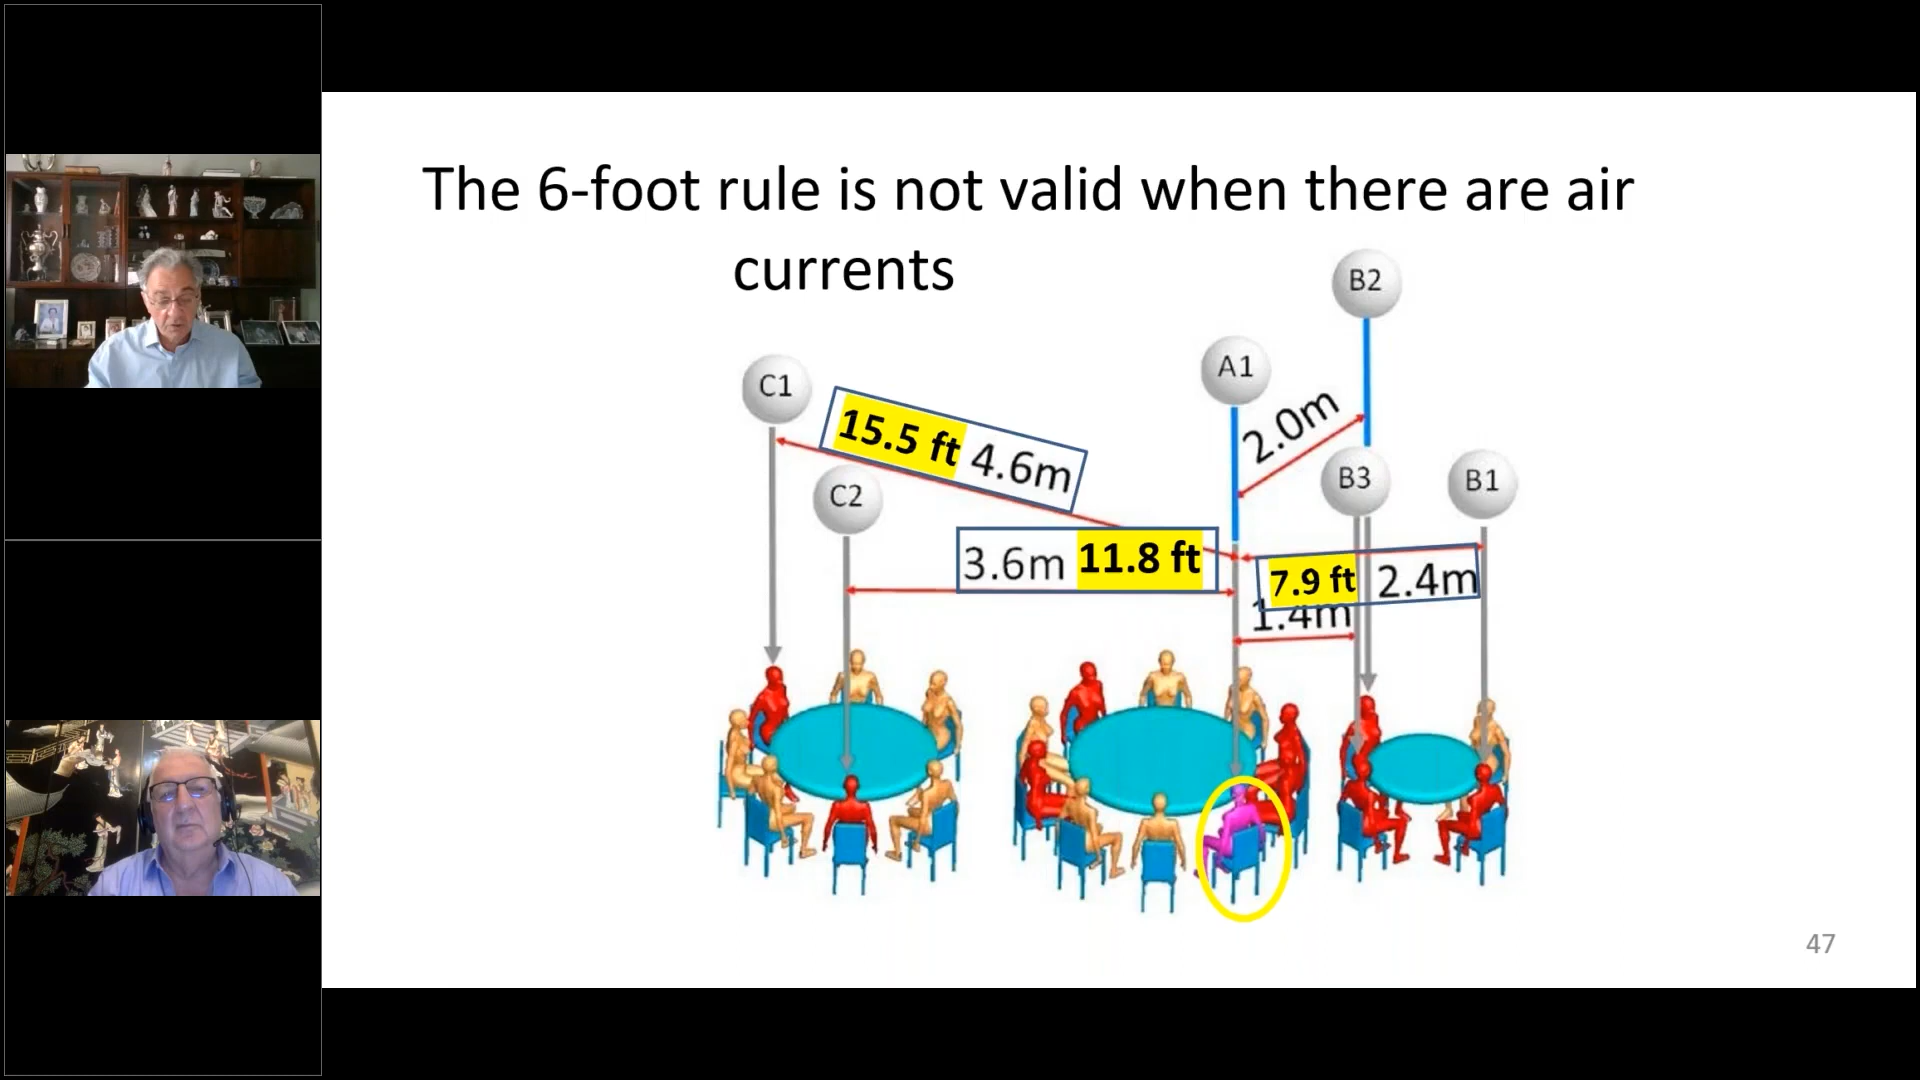 The 6-foot rule is not valid when there are air
currents
B2
A1
C1
15.5 ft 4.6m
2.0m
C2
B3
B1
3.6m 11.8 ft
7.9 ft 2.4m
1.4m
47